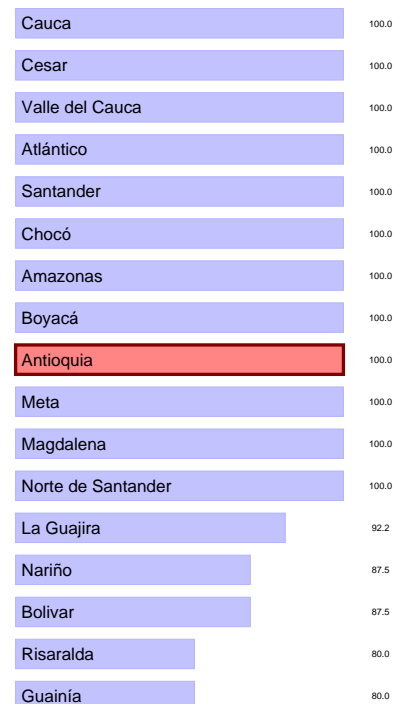 Cauca 100.0
Cesar 100.0
Valle del Cauca 100.0
Atlántico 100.0
Santander 100.0
Chocó 100.0
Amazonas 100.0
Boyacá 100.0
Antioquia 100.0
Meta 100.0
Magdalena 100.0
Norte de Santander 100.0
La Guajira 92.2
Nariño 87.5
Bolivar 87.5
Risaralda 80.0
Guainía 80.0